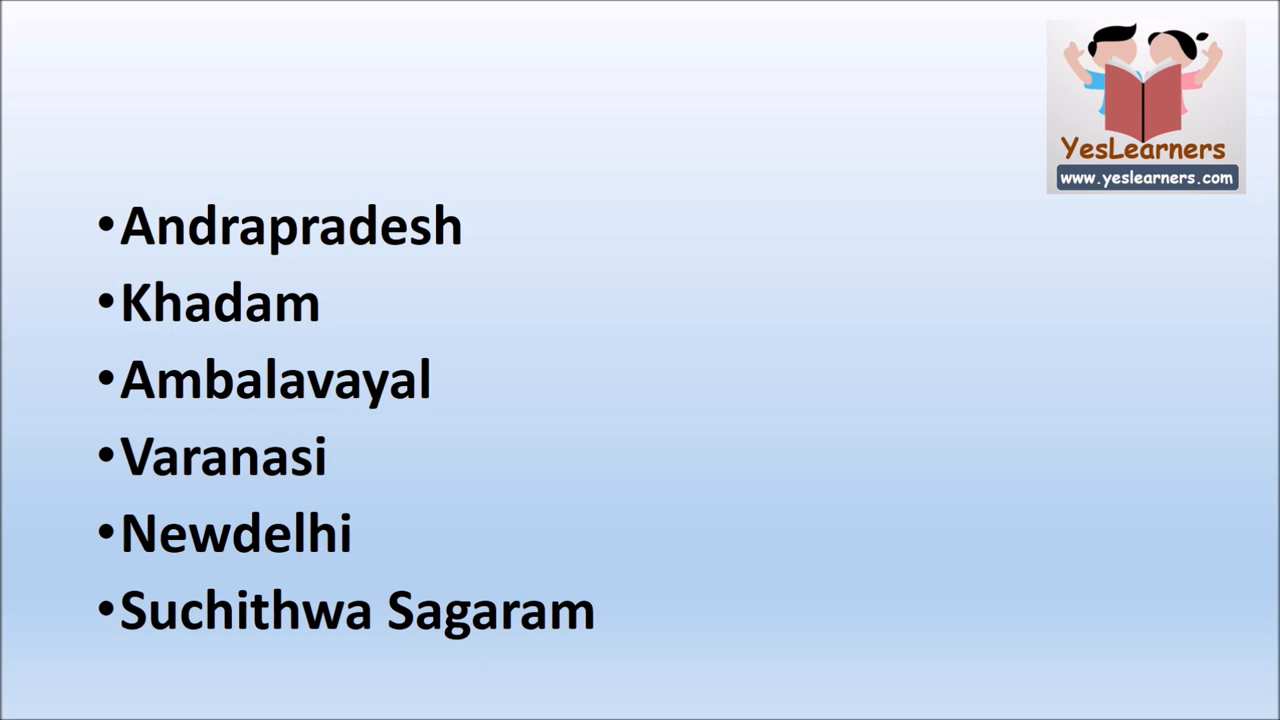 YesLearners
www.yeslearners.com
•Andrapradesh
•Khadam
•Ambalavayal
•Varanasi
•Newdelhi
•Suchithwa Sagaram